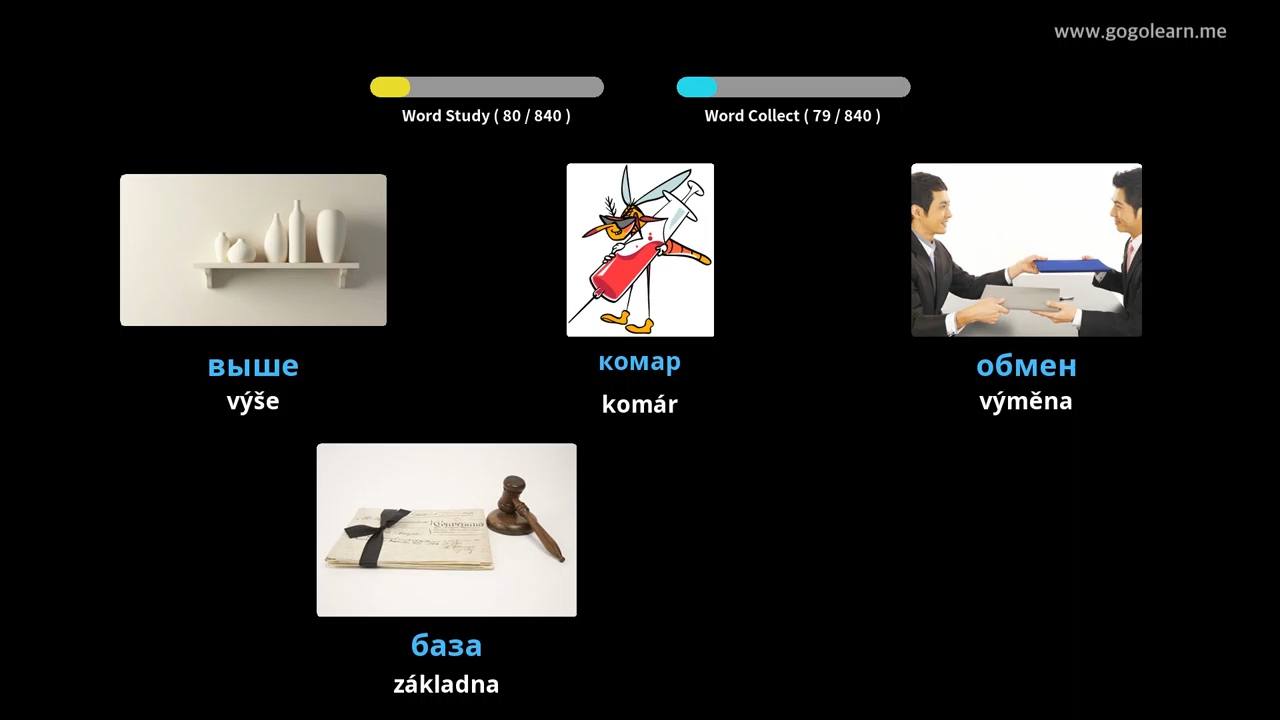 www.gogolearn.me
Word Study ( 80 / 840 )
Word Collect ( 79 / 840 )
выше
výše
комар
komár
обмен
výměna
база
základna